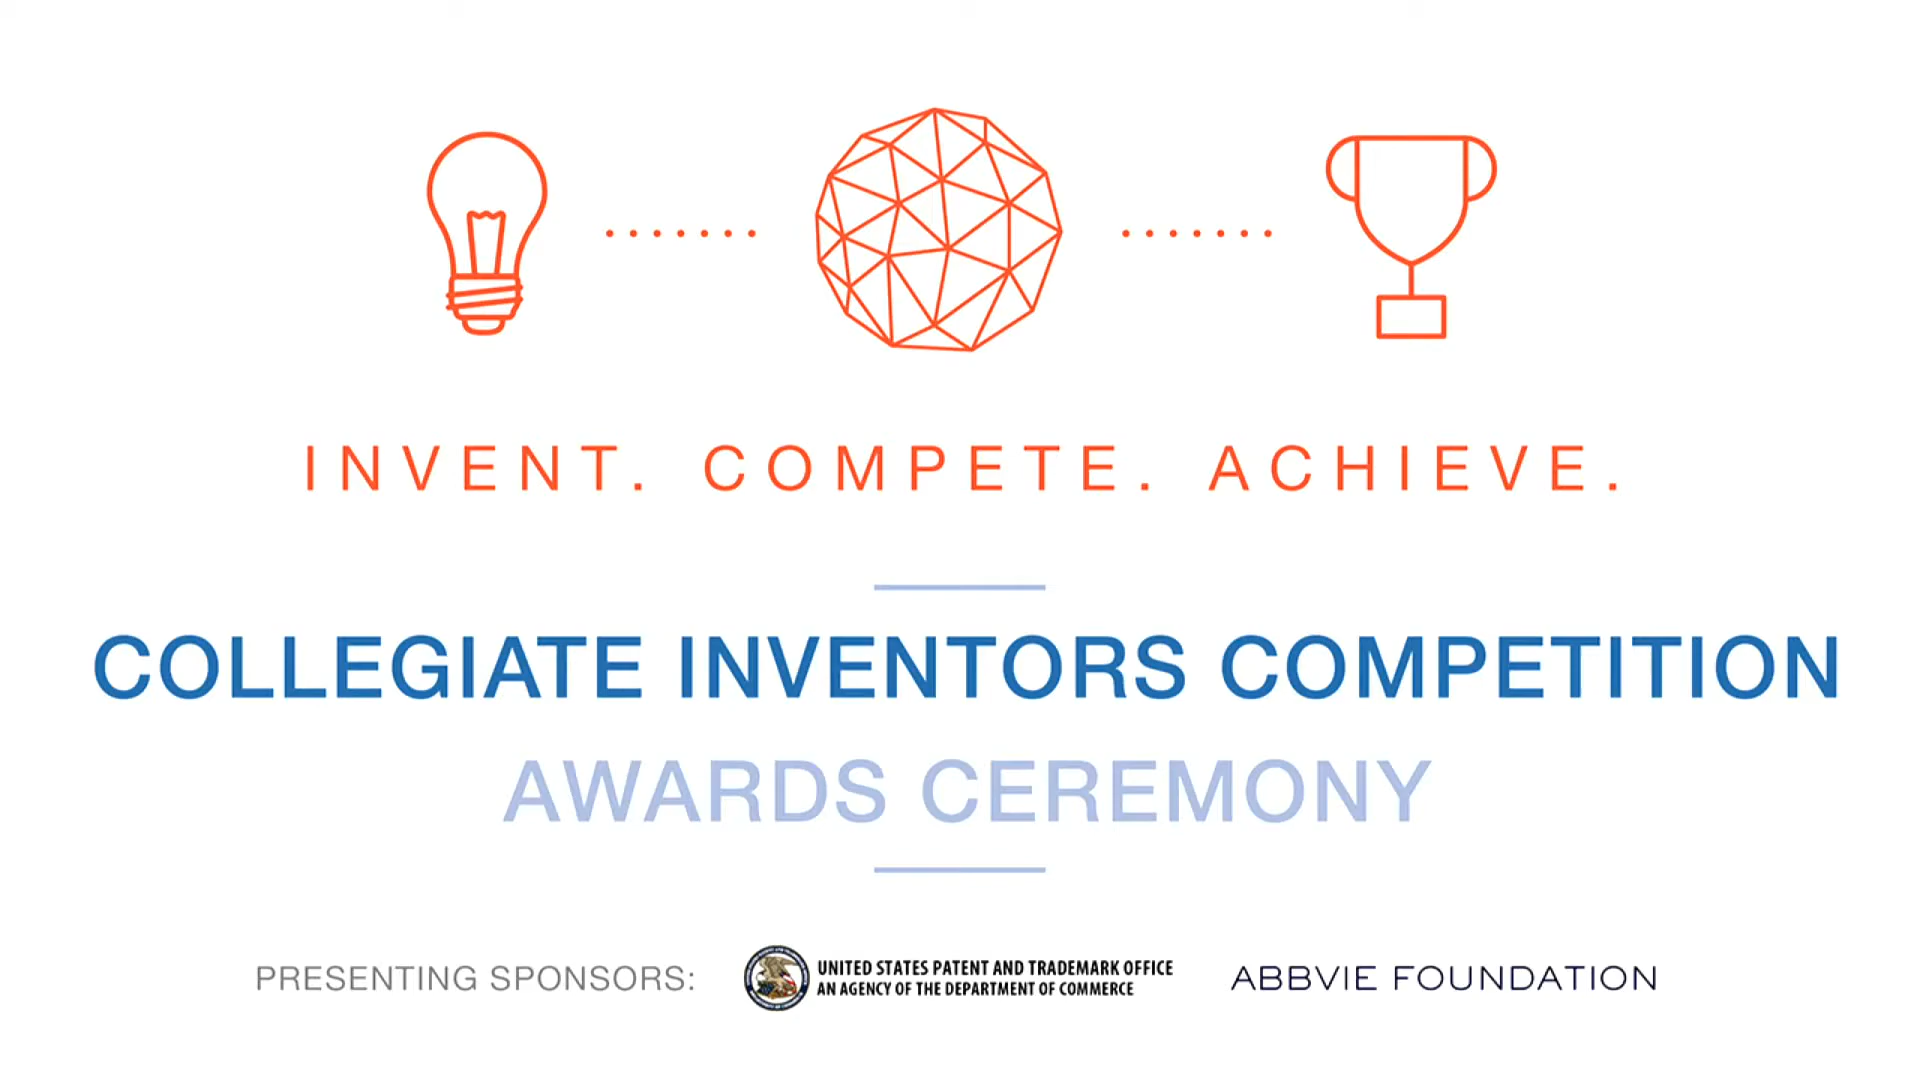 INVENT. COMPETE. ACHIEVE.
COLLEGIATE INVENTORS COMPETITION
AWARDS CEREMONY
PRESENTING SPONSORS:
UNITED STATES PATENT AND TRADEMARK OFFICE
AN AGENCY OF THE DEPARTMENT OF COMMERCE
ABBVIE FOUNDATION